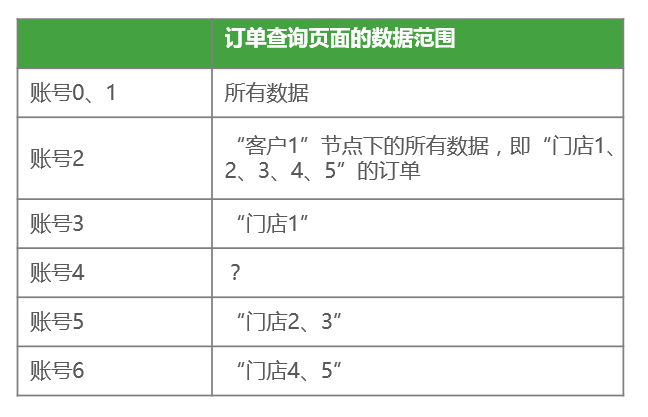 订单查询页面的数据范围
账号0、1
所有数据
账号2
“客户1”节点下的所有数据，即“门店1、
2、3、4、5”的订单
账号3
“门店1”
账号4
？
账号5
“门店2、3”
账号6
“门店4、5”